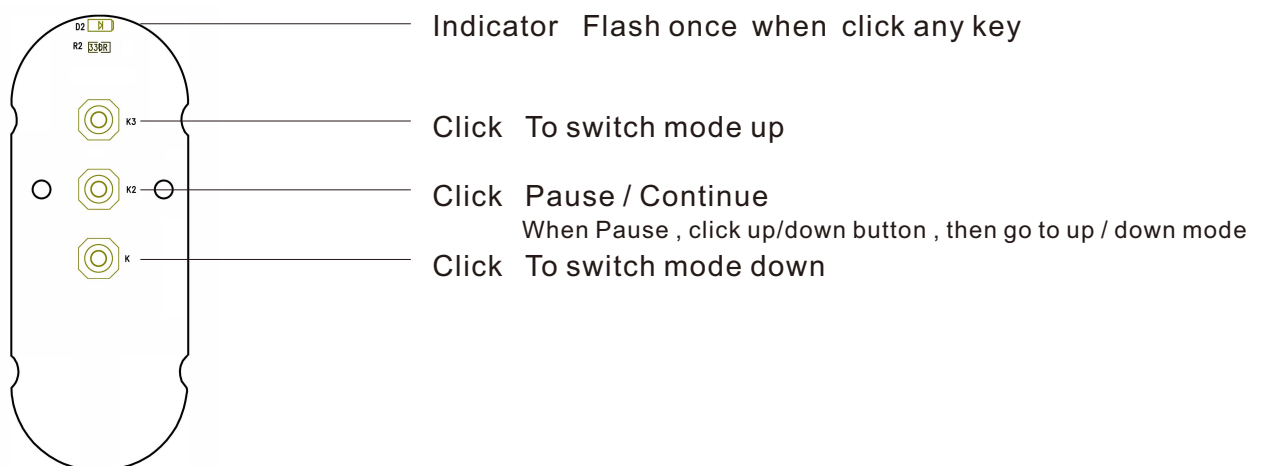 D2
Indicator Flash once when click any key
R2 330R
K3
Click To switch mode up
K2
Click Pause / Continue
When Pause , click up/down button , then go to up / down mode
K
Click To switch mode down